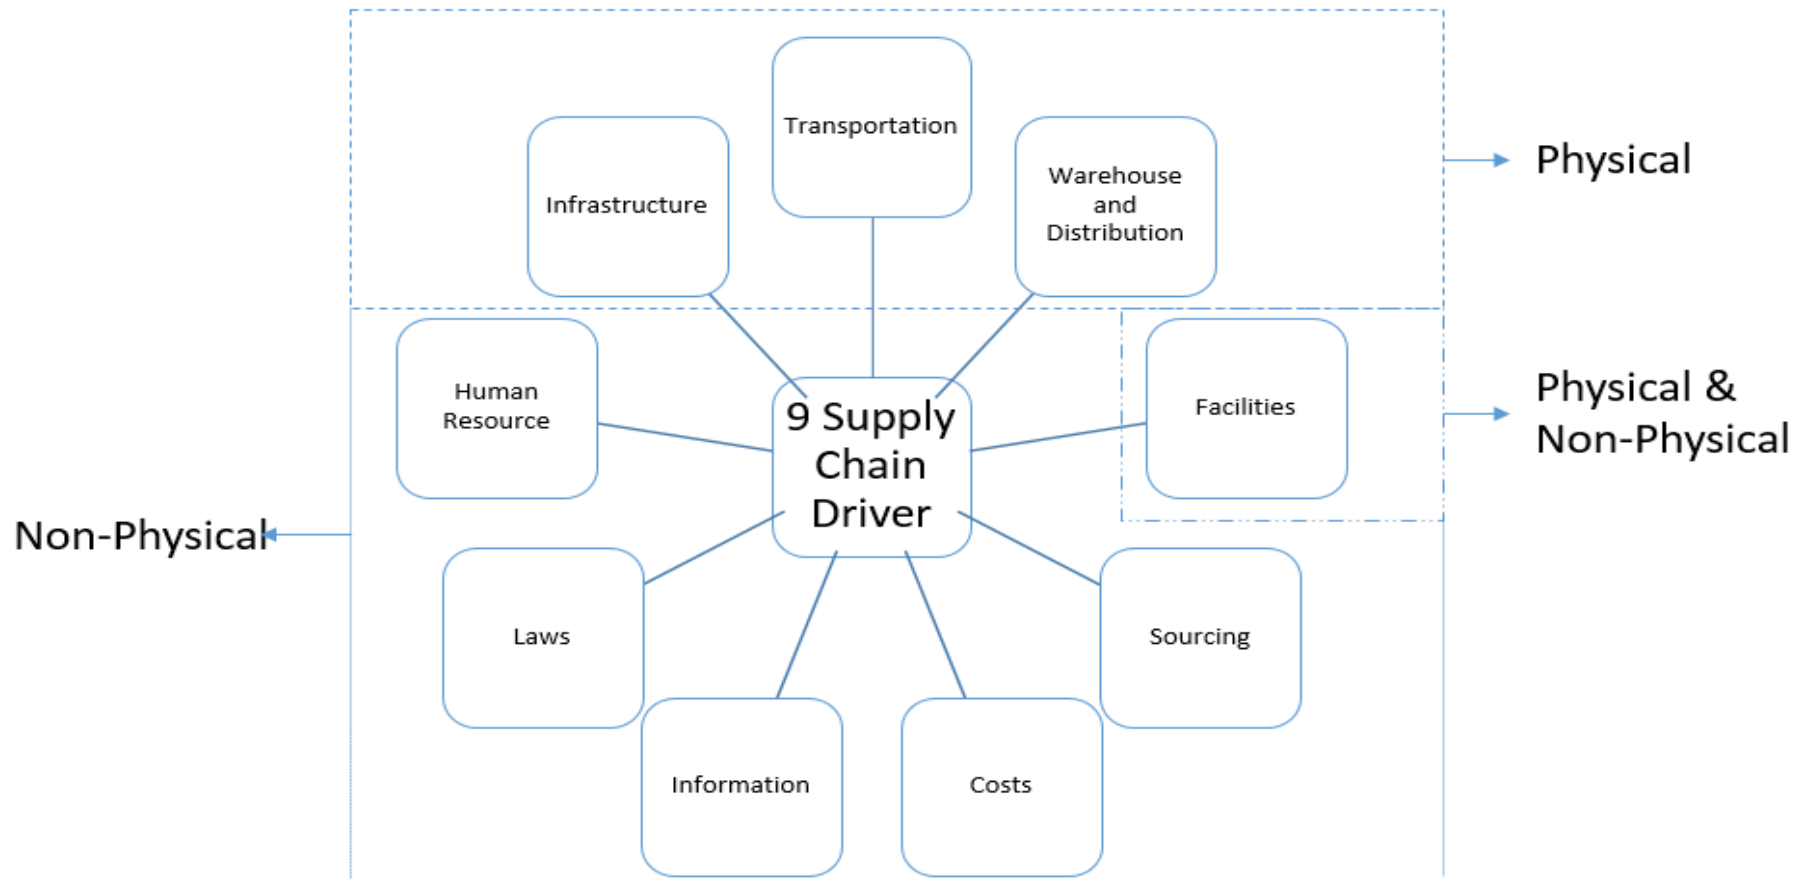 Transportation
Infrastructure
Warehouse
and
Distribution
Physical
Human
Resource
9 Supply
Chain
Driver
Facilities
Physical &
Non-Physical
Non-Physical
Laws
Sourcing
Information
Costs